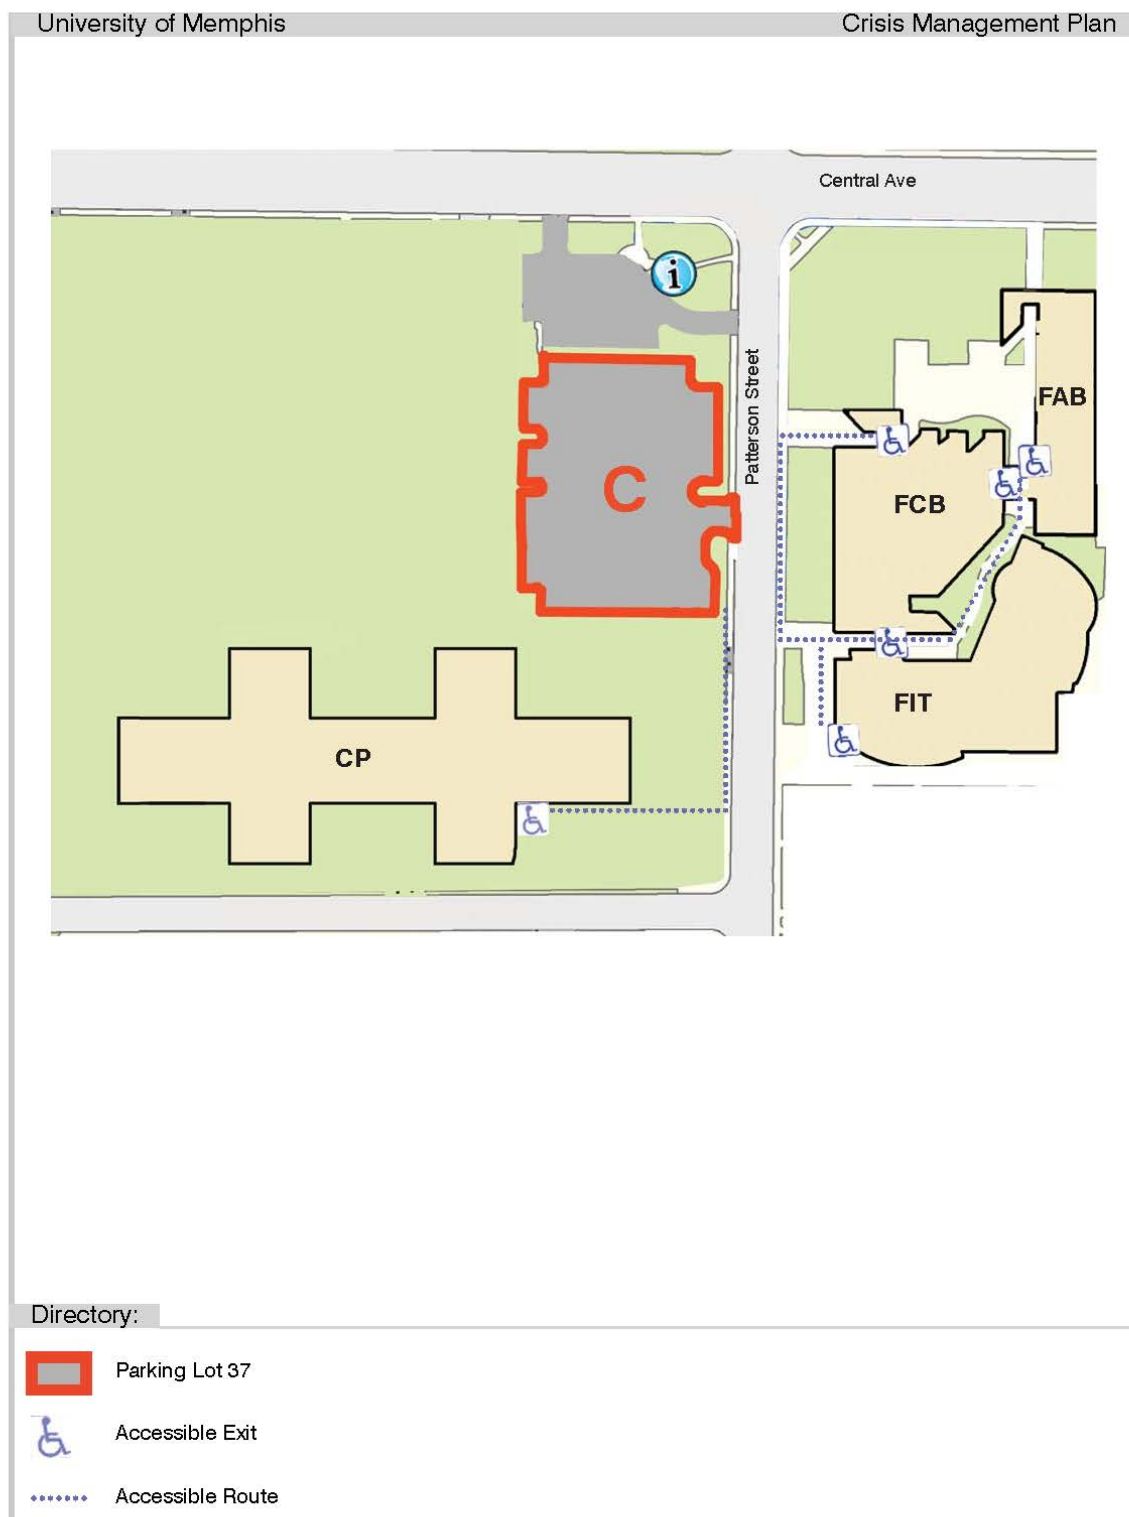 University of Memphis
Crisis Management Plan
Central Ave
i
Patterson Street
FAB
C
FCB
FIT
CP
Directory:
Parking Lot 37
Accessible Exit
Accessible Route